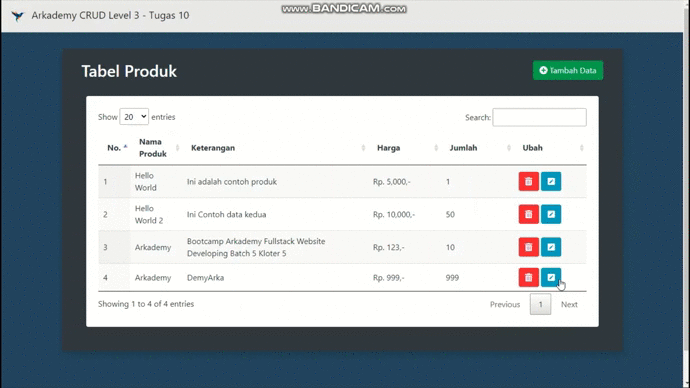 www.BANDICAM.com
Arkademy CRUD Level 3 - Tugas 10
Tabel Produk
Tambah Data
Show 20 entries
Search:
No. Nama Produk Keterangan Harga Jumlah Ubah
1 Hello World Ini adalah contoh produk Rp. 5,000,- 1
2 Hello World 2 Ini Contoh data kedua Rp. 10,000,- 50
3 Arkademy Bootcamp Arkademy Fullstack Website Developing Batch 5 Kloter 5 Rp. 123,- 10
4 Arkademy DemyArka Rp. 999,- 999
Showing 1 to 4 of 4 entries
Previous 1 Next